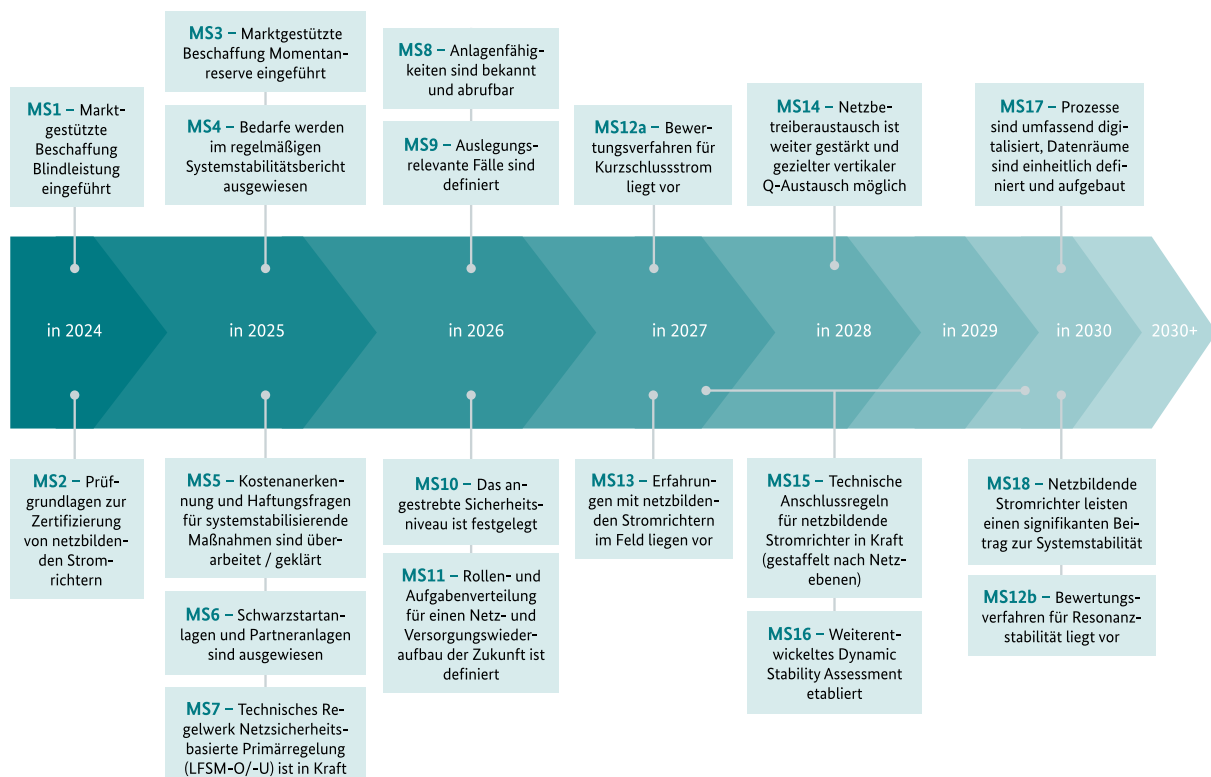 MS1 – Markt-
gestützte
Beschaffung
Blindleistung
eingeführt
MS3 – Marktgestützte
Beschaffung Momentan-
reserve eingeführt
MS4 – Bedarfe werden
im regelmäßigen
Systemstabilitätsbericht
ausgewiesen
MS8 – Anlagenfähig-
keiten sind bekannt
und abrufbar
MS9 – Auslegungs-
relevante Fälle sind
definiert
MS12a – Bewer-
tungsverfahren für
Kurzschlussstrom
liegt vor
MS14 – Netzbe-
treiberaustausch ist
weiter gestärkt und
gezielter vertikaler
Q-Austausch möglich
MS17 – Prozesse
sind umfassend digi-
talisiert, Datenräume
sind einheitlich defi-
niert und aufgebaut
in 2024
in 2025
in 2026
in 2027
in 2028
in 2029
in 2030
2030+
MS2 – Prüf-
grundlagen zur
Zertifizierung
von netzbilden-
den Strom-
richtern
MS5 – Kostenanerken-
nung und Haftungsfragen
für systemstabilisierende
Maßnahmen sind über-
arbeitet / geklärt
MS6 – Schwarzstartan-
lagen und Partneranlagen
sind ausgewiesen
MS7 – Technisches Re-
gelwerk Netzsicherheits-
basierte Primärregelung
(LFSM-O/-U) ist in Kraft
MS10 – Das an-
gestrebte Sicherheits-
niveau ist festgelegt
MS11 – Rollen- und
Aufgabenverteilung
für einen Netz- und
Versorgungswieder-
aufbau der Zukunft ist
definiert
MS13 – Erfahrun-
gen mit netzbilden-
den Stromrichtern
im Feld liegen vor
MS15 – Technische
Anschlussregeln
für netzbildende
Stromrichter in Kraft
(gestaffelt nach Netz-
ebenen)
MS16 – Weiterent-
wickeltes Dynamic
Stability Assessment
etabliert
MS18 – Netzbildende
Stromrichter leisten
einen signifikanten Bei-
trag zur Systemstabilität
MS12b – Bewertungs-
verfahren für Resonanz-
stabilität liegt vor